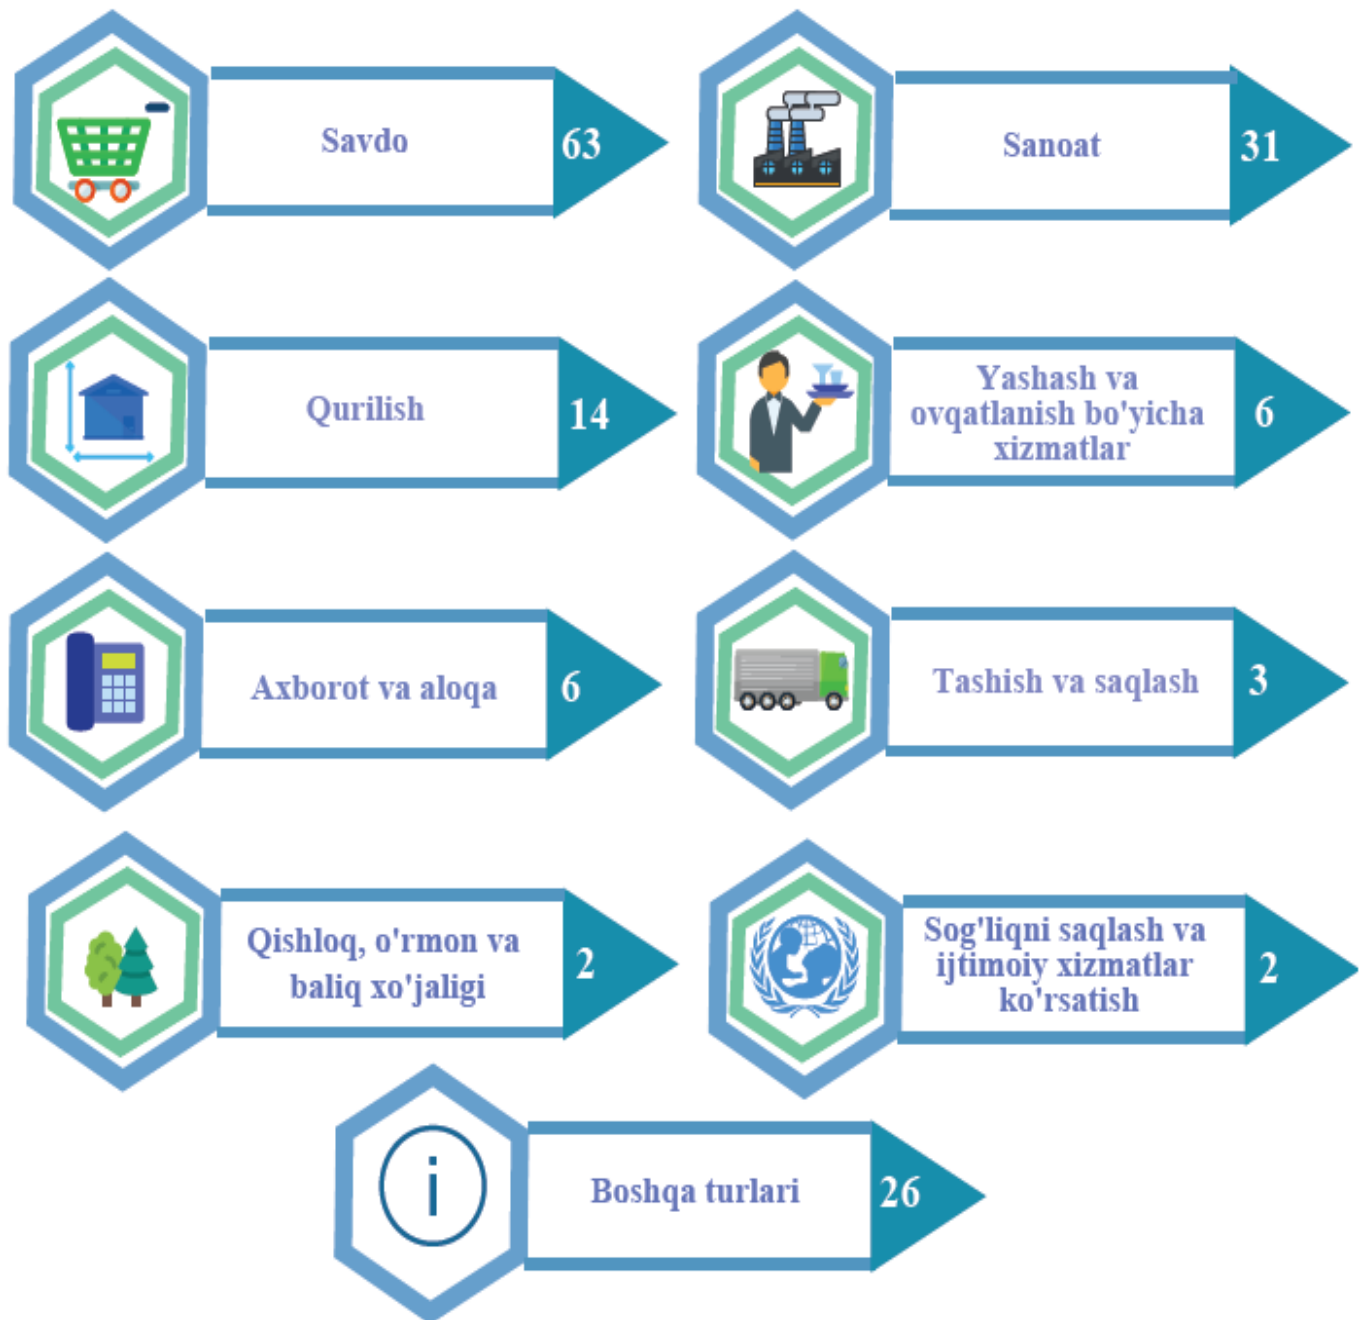 Savdo
63
Sanoat
31
Qurilish
14
Yashash va
ovqatlanish bo'yicha
xizmatlar
6
Axborot va aloqa
6
Tashish va saqlash
3
Qishloq, o'rmon va
baliq xo'jaligi
2
Sog'liqni saqlash va
ijtimoiy xizmatlar
ko'rsatish
2
i
Boshqa turlari
26